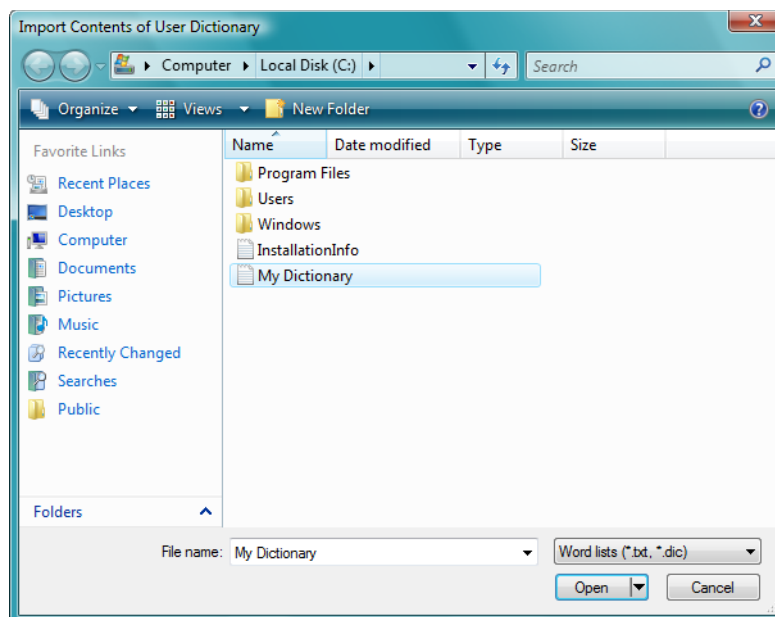 Import Contents of User Dictionary
Computer Local Disk (C:) Search
Organize Views New Folder
Favorite Links
Recent Places
Desktop
Computer
Documents
Pictures
Music
Recently Changed
Searches
Public
Folders
Name Date modified Type Size
Program Files
Users
Windows
InstallationInfo
My Dictionary
File name: My Dictionary Word lists (*.txt, *.dic)
Open Cancel